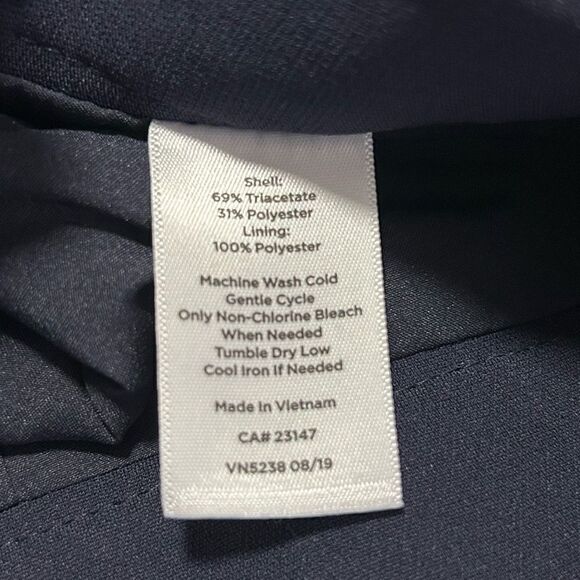 Shell:
69% Triacetate
31% Polyester
Lining:
100% Polyester
Machine Wash Cold
Gentle Cycle
Only Non-Chlorine Bleach
When Needed
Tumble Dry Low
Cool Iron If Needed
Made In Vietnam
CA# 23147
VN5238 08/19